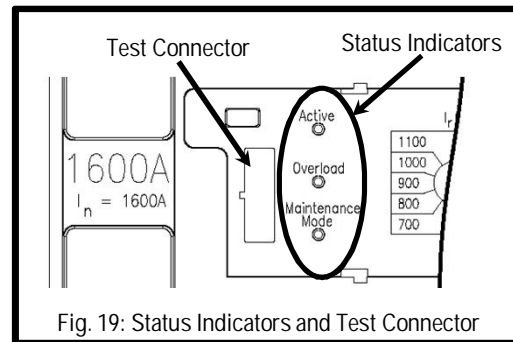 Test Connector
Status Indicators
1600A
In = 1600A
Active
Overload
Maintenance
Mode
Ir
1100
1000
900
800
700
Fig. 19: Status Indicators and Test Connector